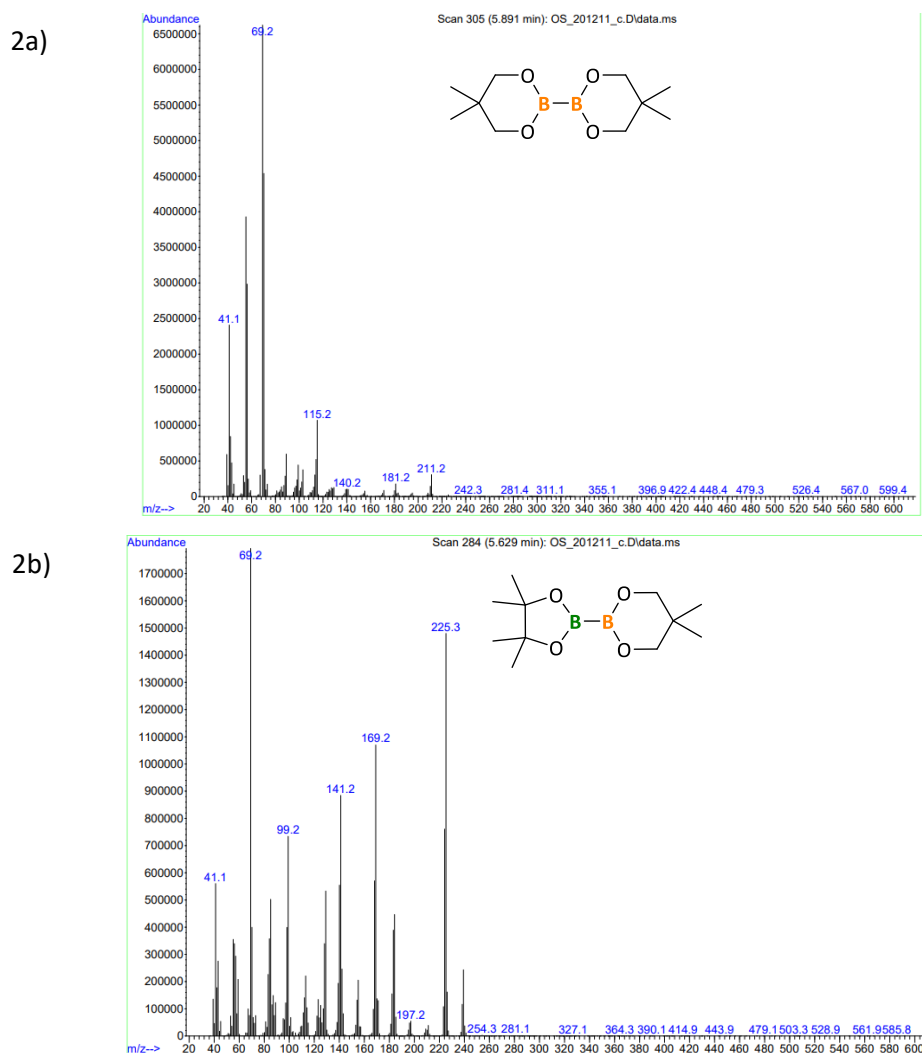 2a)
Abundance
Scan 305 (5.891 min): OS_201211_c.D\data.ms
6500000
6000000
5500000
5000000
4500000
4000000
3500000
3000000
2500000
2000000
1500000
1000000
500000
0
69.2
41.1
115.2
140.2
181.2
211.2
242.3 281.4 311.1 355.1 396.9 422.4 448.4 479.3 526.4 567.0 599.4
O O
B B
O O
20 40 60 80 100 120 140 160 180 200 220 240 260 280 300 320 340 360 380 400 420 440 460 480 500 520 540 560 580 600
m/z-->
2b)
Abundance
Scan 284 (5.629 min): OS_201211_c.D\data.ms
1700000
1600000
1500000
1400000
1300000
1200000
1100000
1000000
900000
800000
700000
600000
500000
400000
300000
200000
100000
0
69.2
225.3
169.2
141.2
99.2
41.1
197.2
254.3 281.1 327.1 364.3 390.1 414.9 443.9 479.1 503.3 528.9 561.9 585.8
O O
B B
O O
20 40 60 80 100 120 140 160 180 200 220 240 260 280 300 320 340 360 380 400 420 440 460 480 500 520 540 560 580 600
m/z-->